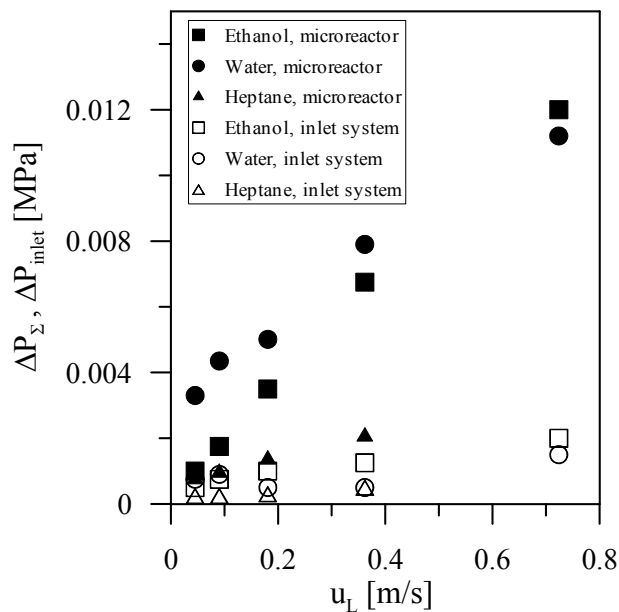 Ethanol, microreactor
Water, microreactor
Heptane, microreactor
Ethanol, inlet system
Water, inlet system
Heptane, inlet system
0.012
0.008
0.004
0
ΔP_Σ , ΔP_inlet [MPa]
0 0.2 0.4 0.6 0.8
u_L [m/s]